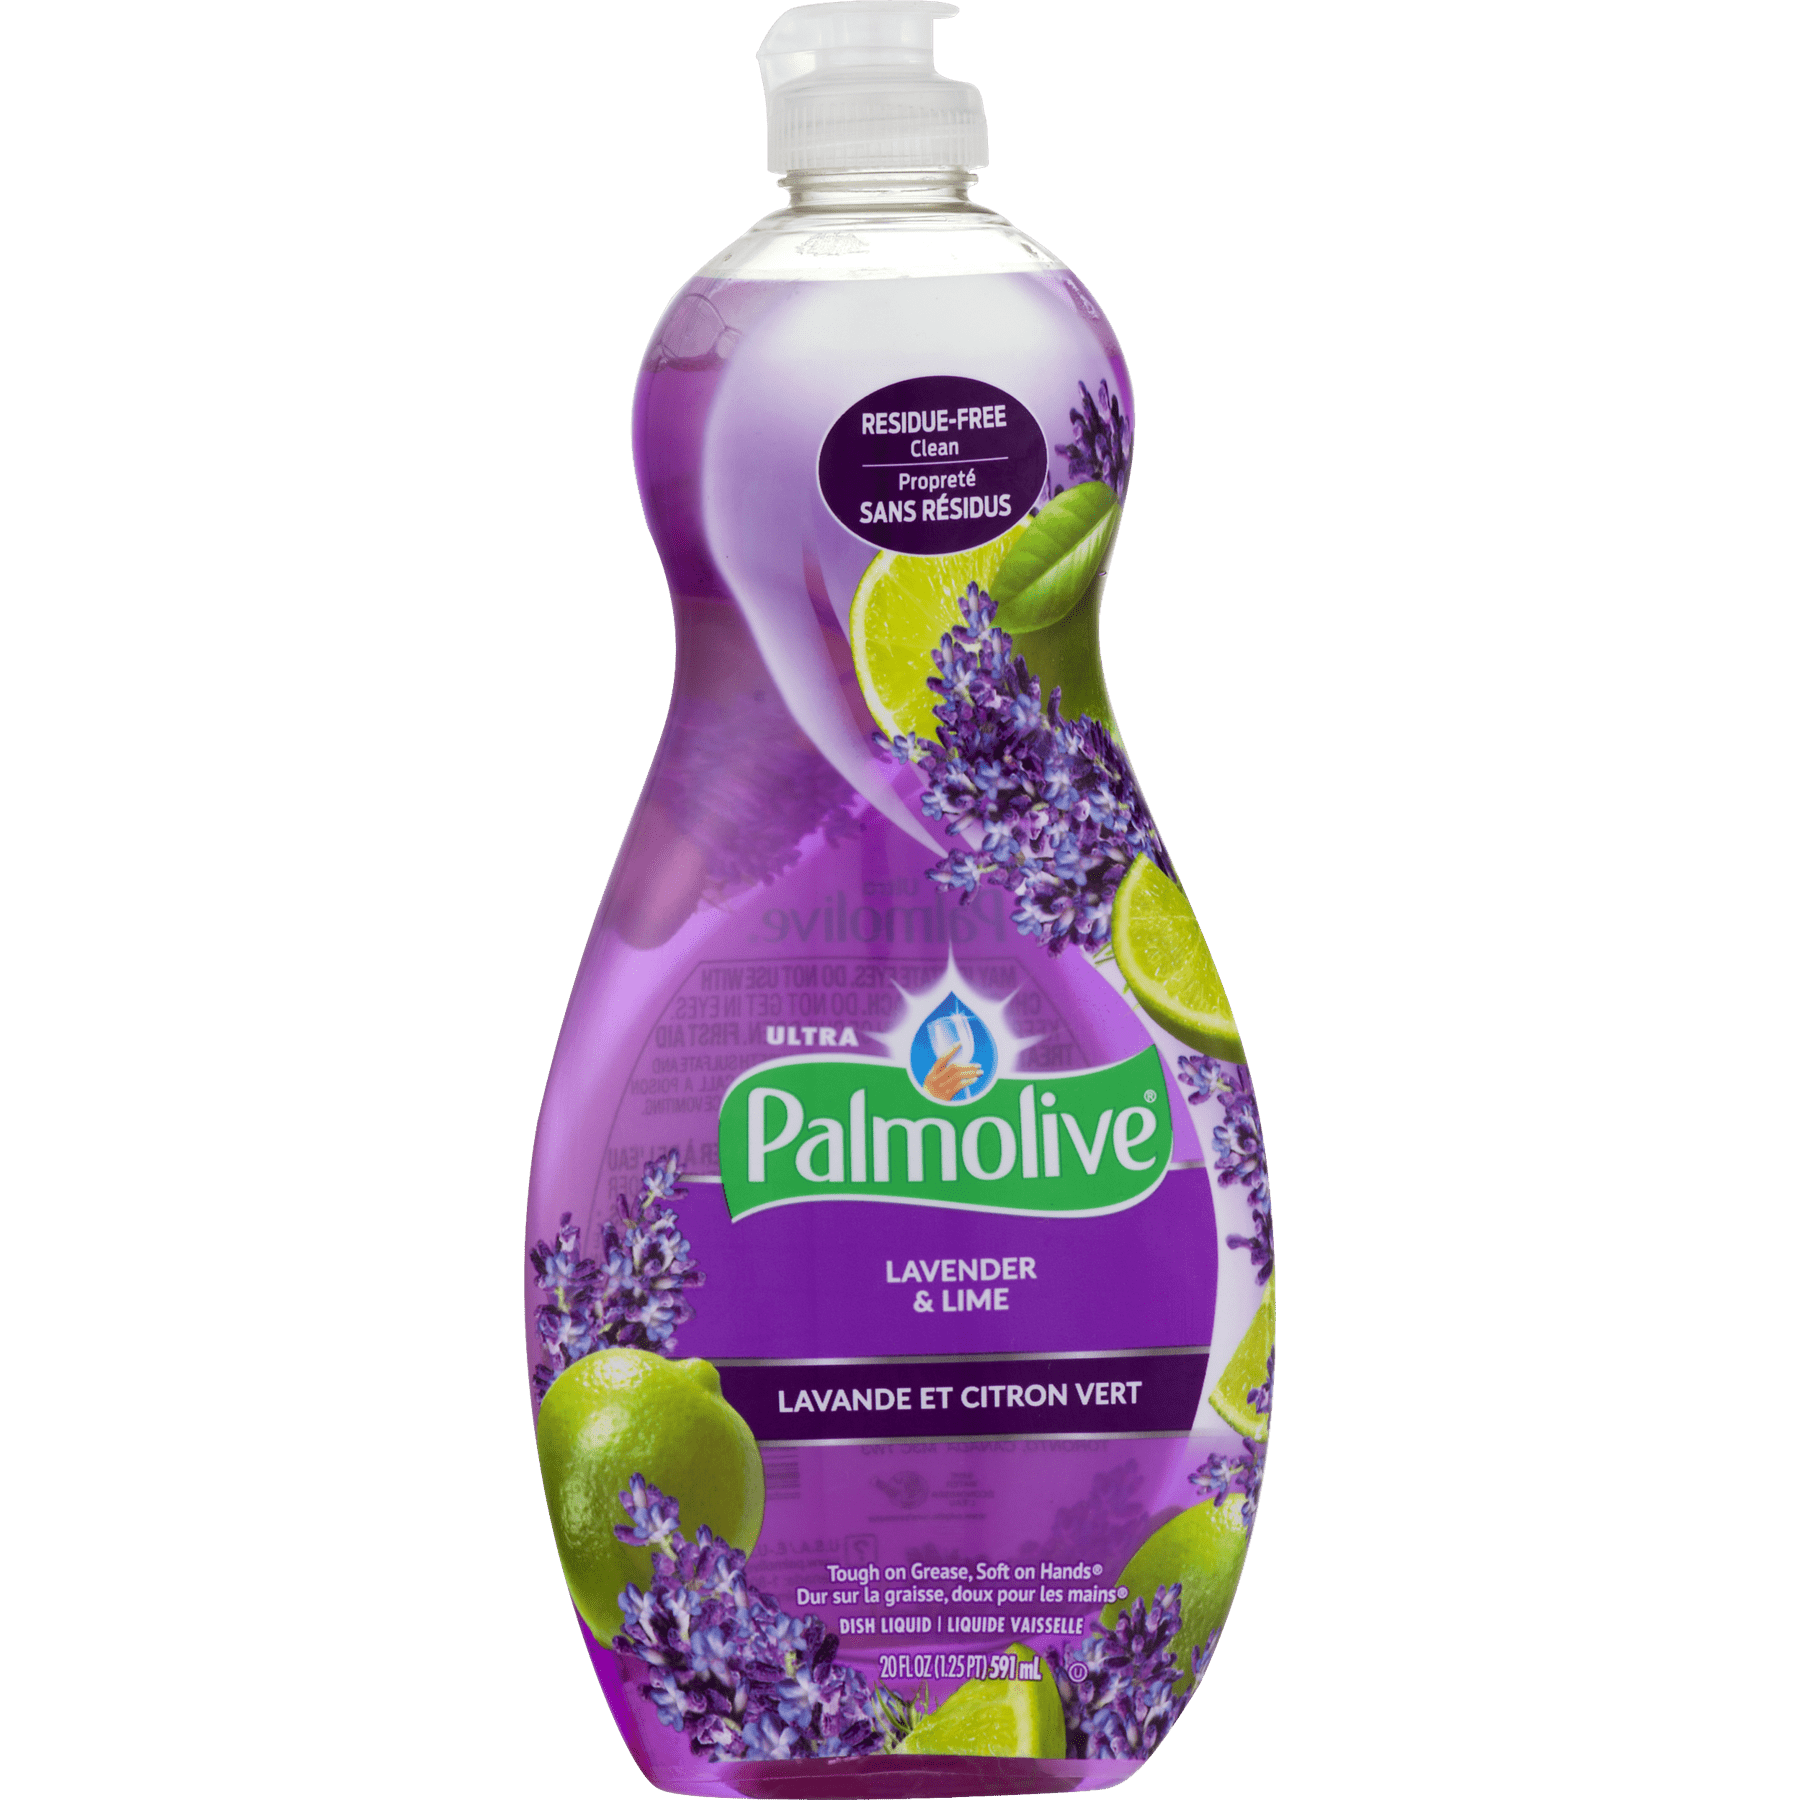 RESIDUE-FREE
Clean
Propreté
SANS RÉSIDUS
ULTRA
Palmolive®
LAVENDER
& LIME
LAVANDE ET CITRON VERT
Tough on Grease, Soft on Hands®
Dur sur la graisse, doux pour les mains®
DISH LIQUID | LIQUIDE VAISSELLE
20 FL OZ (1.25 PT) 591 mL
U